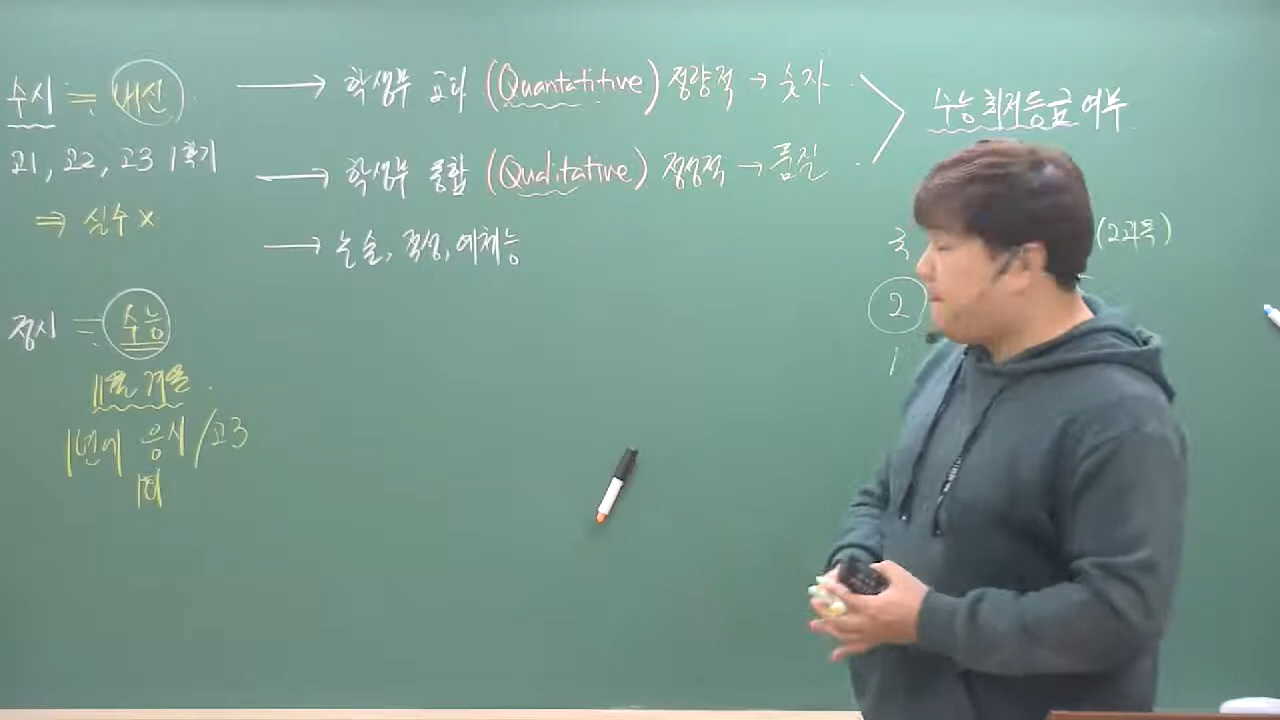 수시 ≒ 내신
고1, 고2, 고3 1학기
⇒ 실수 X
→ 학생부 교과 (Quantatitive) 정량적 → 숫자
→ 학생부 종합 (Qualitative) 정성적 → 품질
→ 논술, 적성, 예체능
수능 최저등급 여부
국
(2과목)
2
1
정시 ≒ 수능
11월
1년에 응시 / 고3
1회